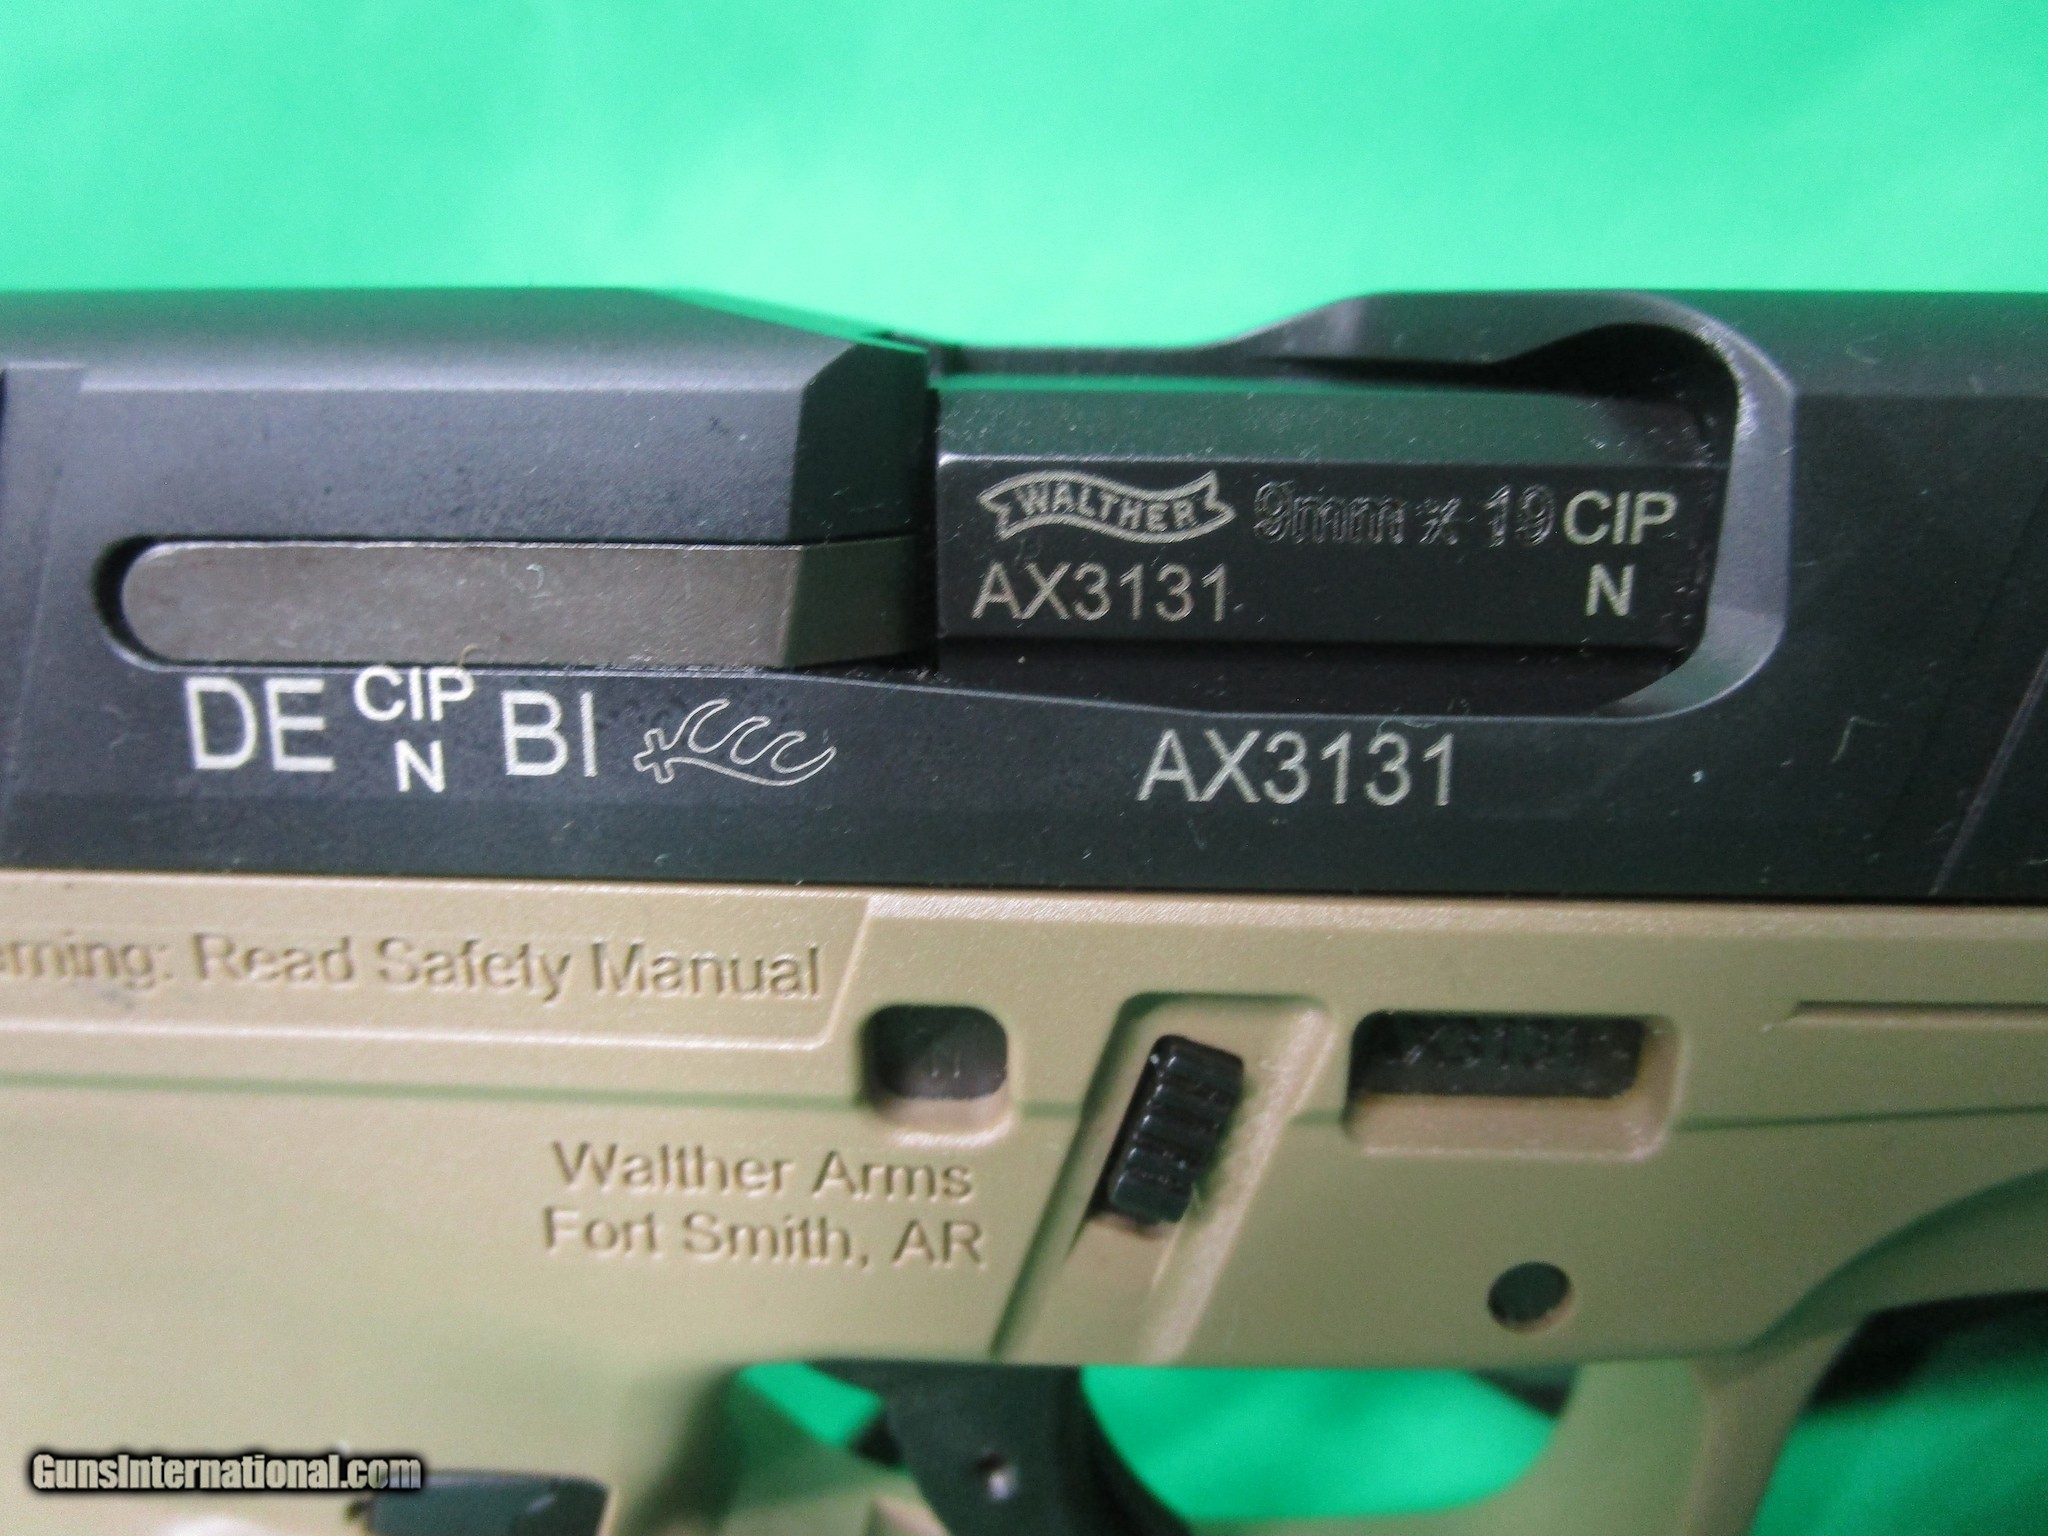 WALTHER 9mm x 19 CIP
AX3131 N
DE CIP N BI AX3131
Read Safety Manual
N
AX3131
Walther Arms
Fort Smith, AR
GunsInternational.com